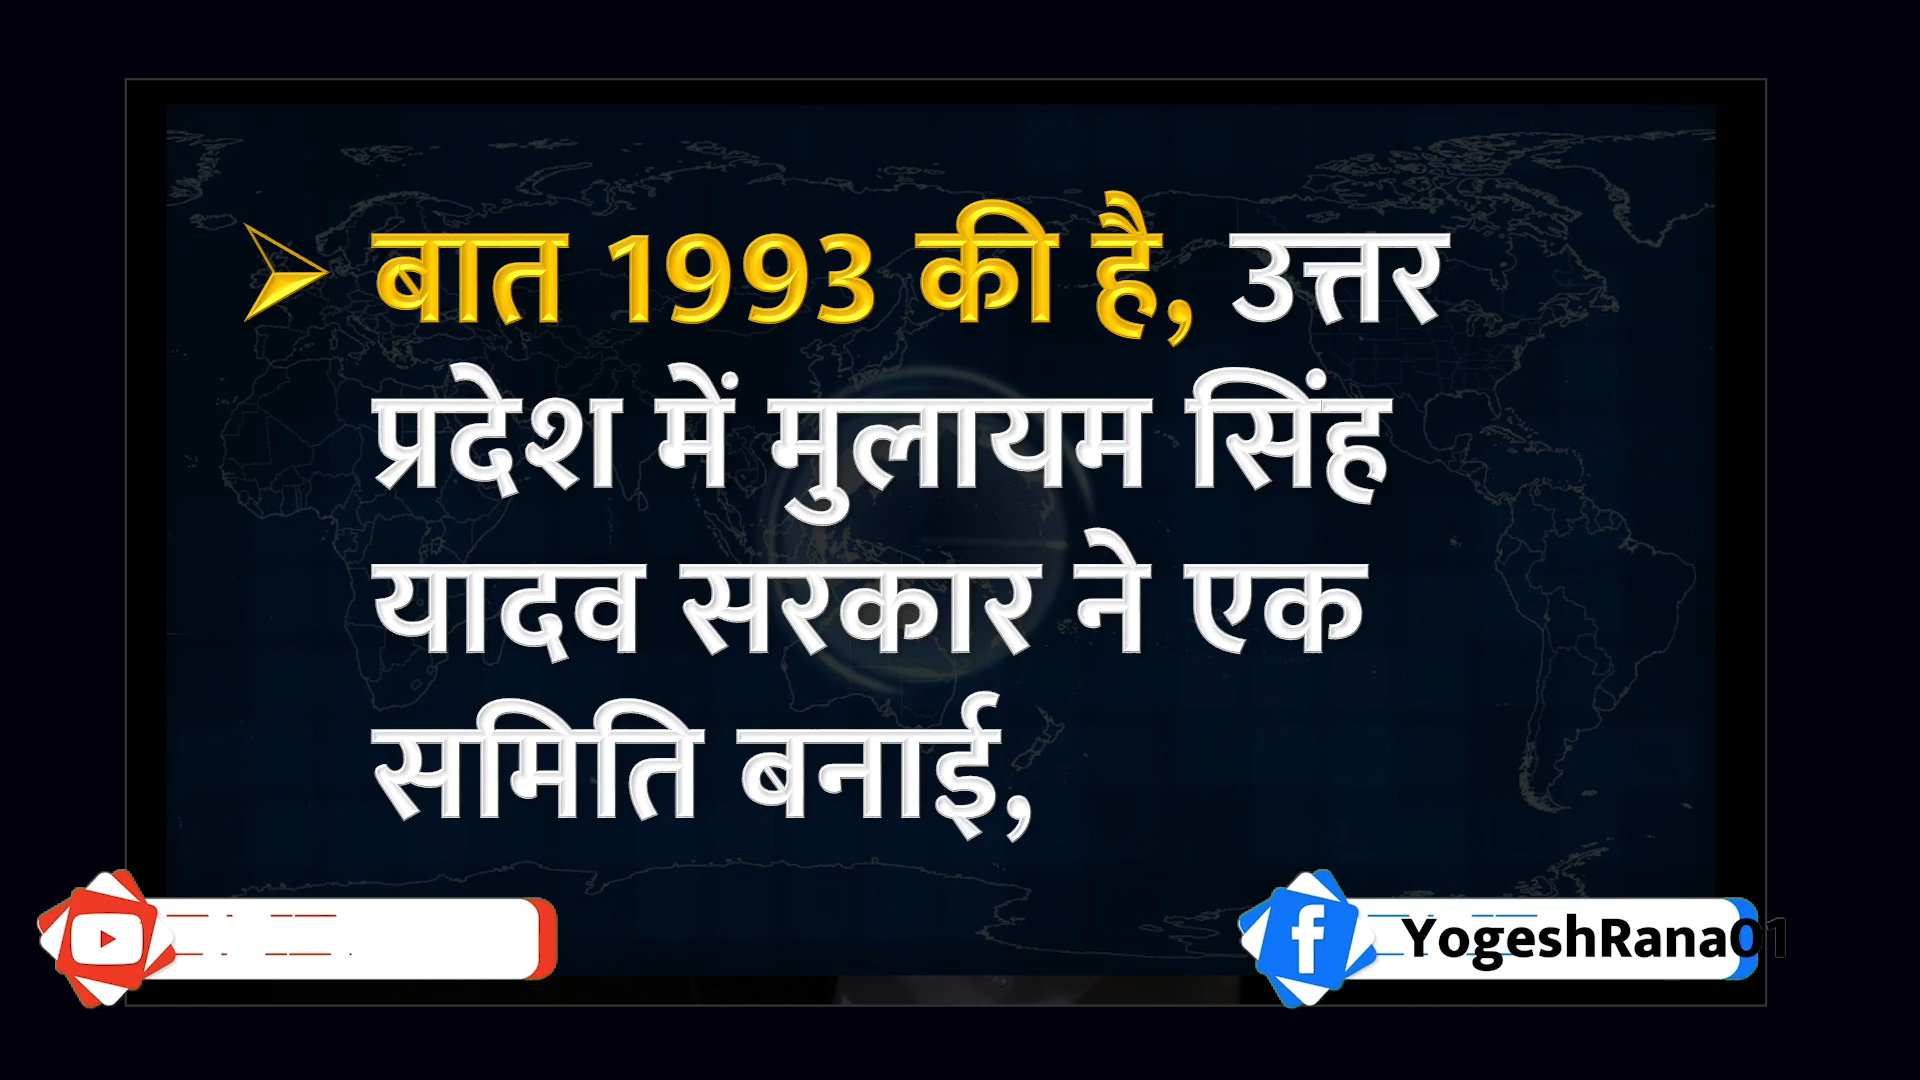 बात 1993 की है, उत्तर
प्रदेश में मुलायम सिंह
यादव सरकार ने एक
समिति बनाई,
YogeshRana01